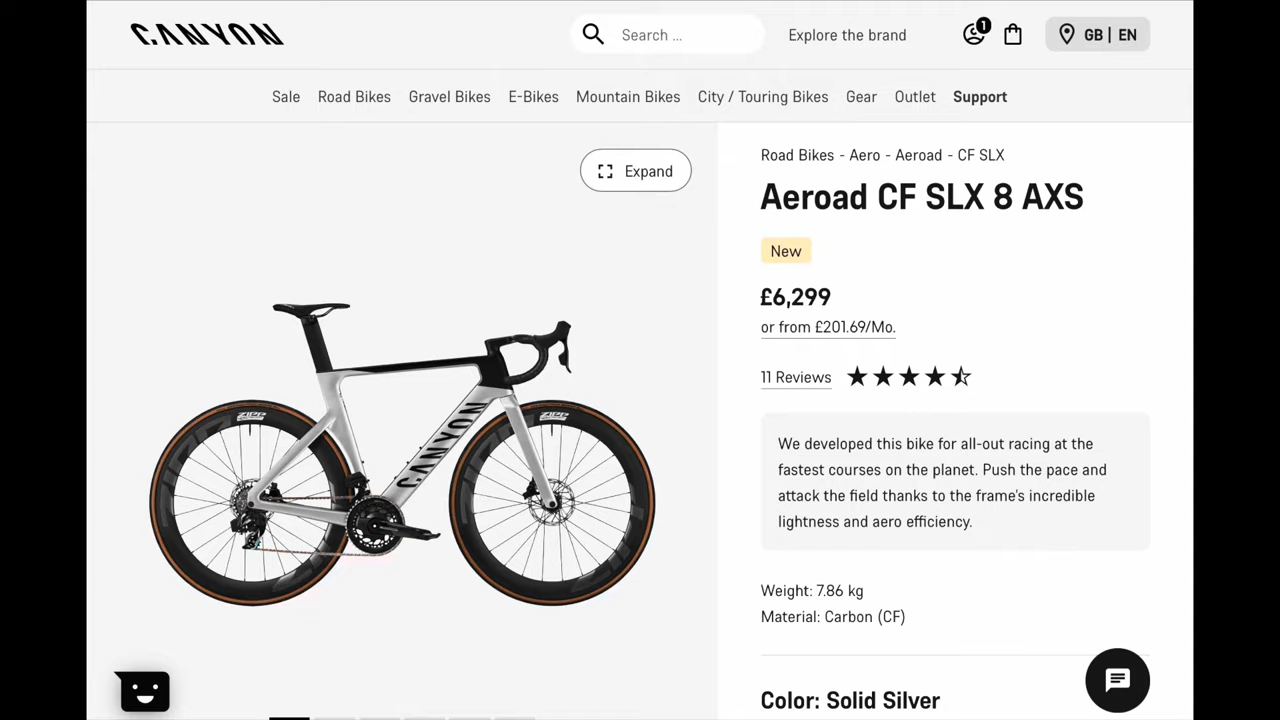 CANYON
Search ...
Explore the brand
1
GB | EN
Sale
Road Bikes
Gravel Bikes
E-Bikes
Mountain Bikes
City / Touring Bikes
Gear
Outlet
Support
Expand
ZIPP
ZIPP
CANYON
Road Bikes - Aero - Aeroad - CF SLX
Aeroad CF SLX 8 AXS
New
£6,299
or from £201.69/Mo.
11 Reviews
We developed this bike for all-out racing at the
fastest courses on the planet. Push the pace and
attack the field thanks to the frame's incredible
lightness and aero efficiency.
Weight: 7.86 kg
Material: Carbon (CF)
Color: Solid Silver